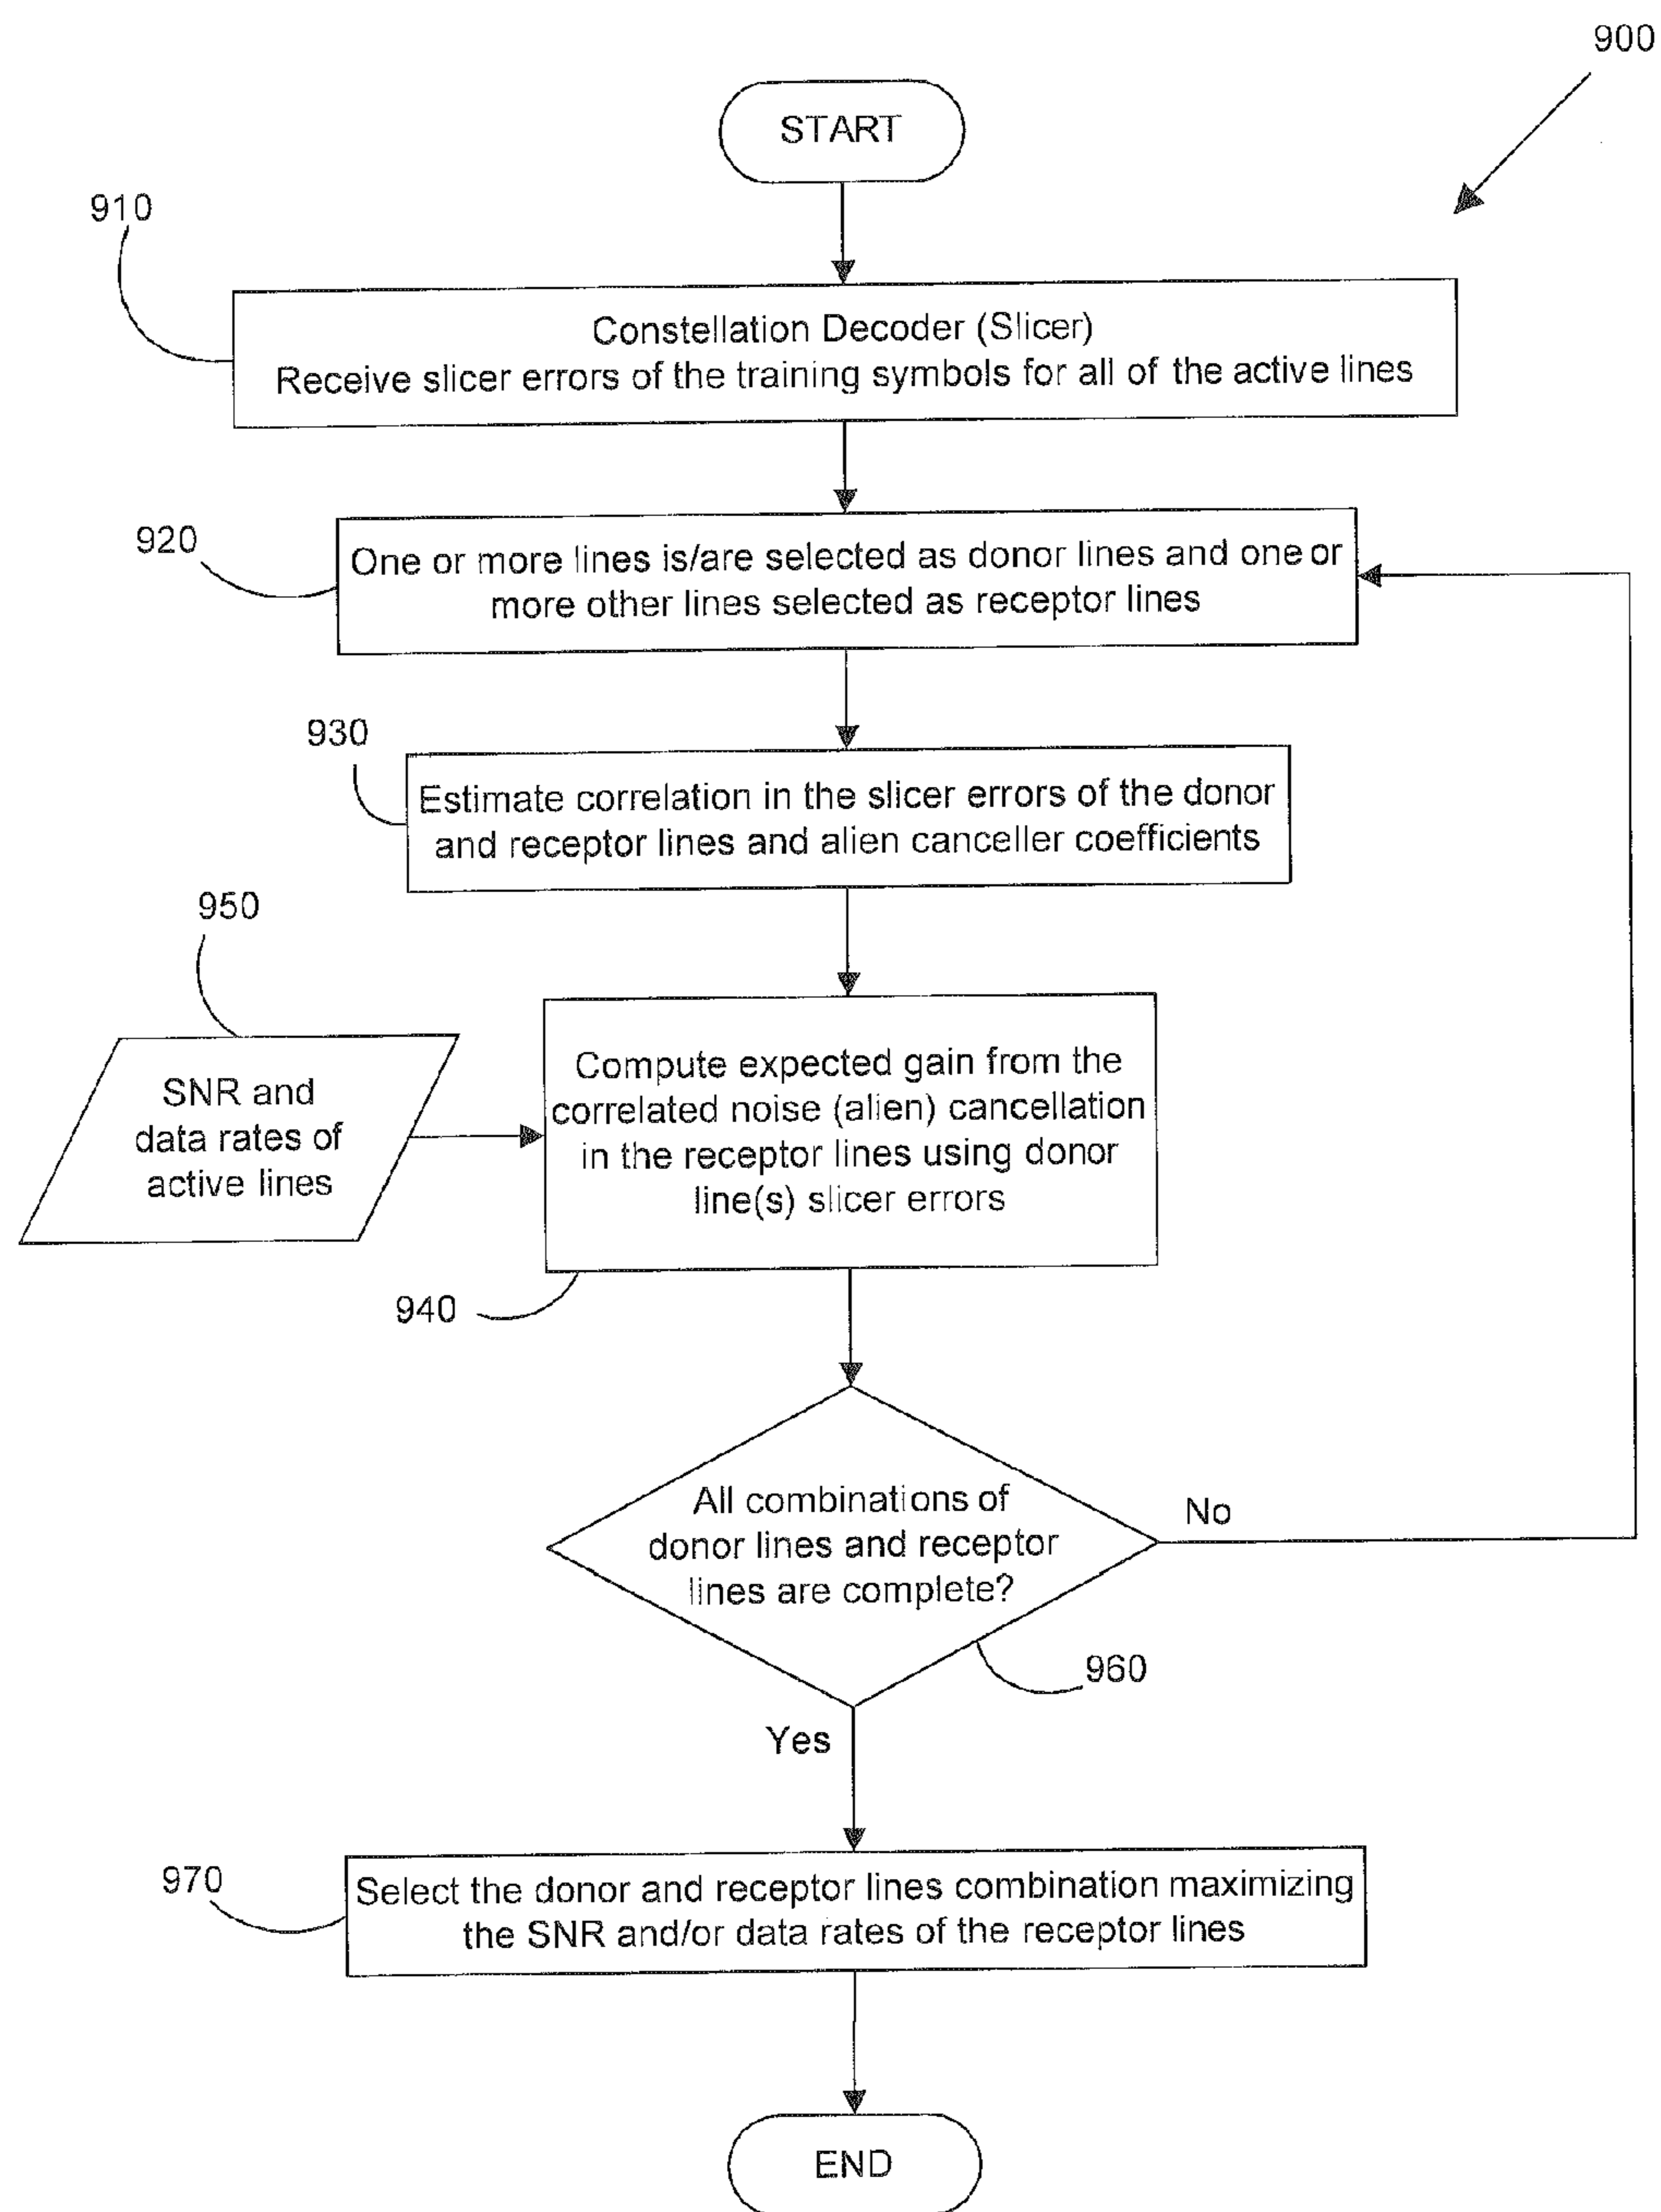 900
START
910
Constellation Decoder (Slicer)
Receive slicer errors of the training symbols for all of the active lines
920
One or more lines is/are selected as donor lines and one or
more other lines selected as receptor lines
930
Estimate correlation in the slicer errors of the donor
and receptor lines and alien canceller coefficients
950
SNR and
data rates of
active lines
Compute expected gain from the
correlated noise (alien) cancellation
in the receptor lines using donor
line(s) slicer errors
940
All combinations of
donor lines and receptor
lines are complete?
No
960
Yes
970
Select the donor and receptor lines combination maximizing
the SNR and/or data rates of the receptor lines
END